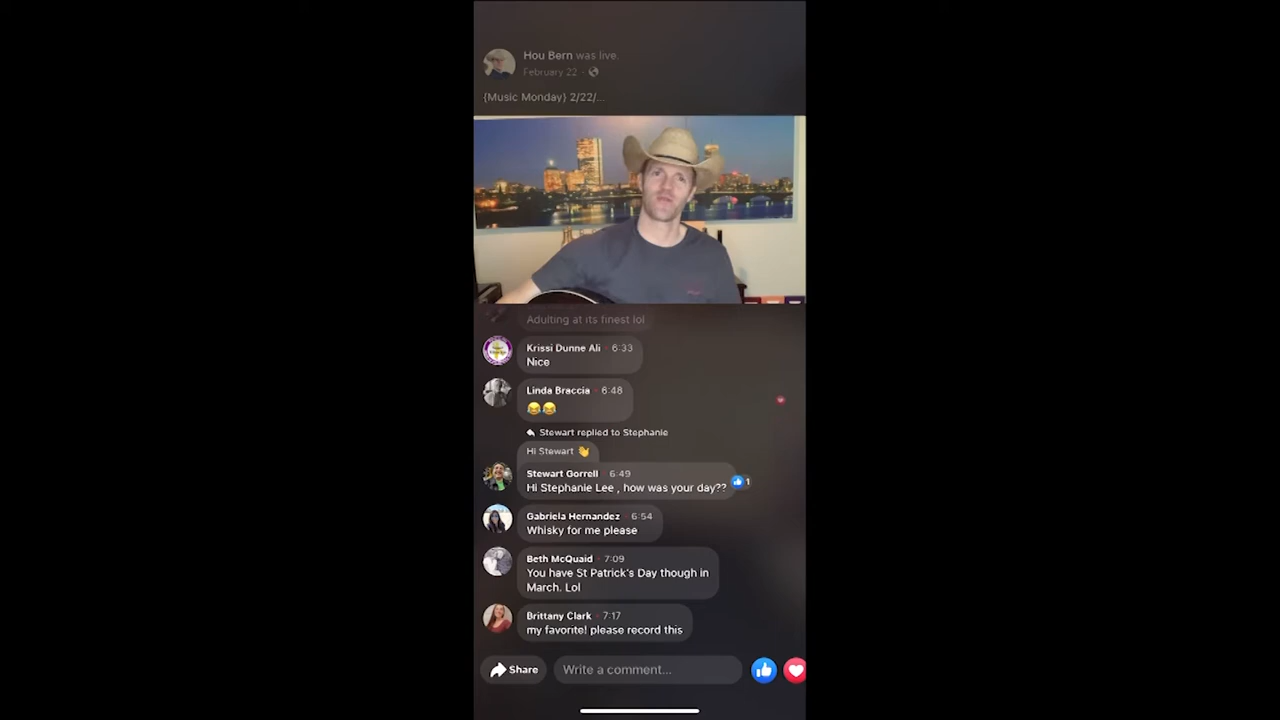 Hou Bern was live.
February 22 ·
{Music Monday} 2/22/...
Adulting at its finest lol
Krissi Dunne Ali · 6:33
Nice
Linda Braccia · 6:48
😂😂
Stewart replied to Stephanie
Hi Stewart 👋
Stewart Gorrell · 6:49
Hi Stephanie Lee , how was your day??
1
Gabriela Hernandez · 6:54
Whisky for me please
Beth McQuaid · 7:09
You have St Patrick's Day though in
March. Lol
Brittany Clark · 7:17
my favorite! please record this
Share
Write a comment...